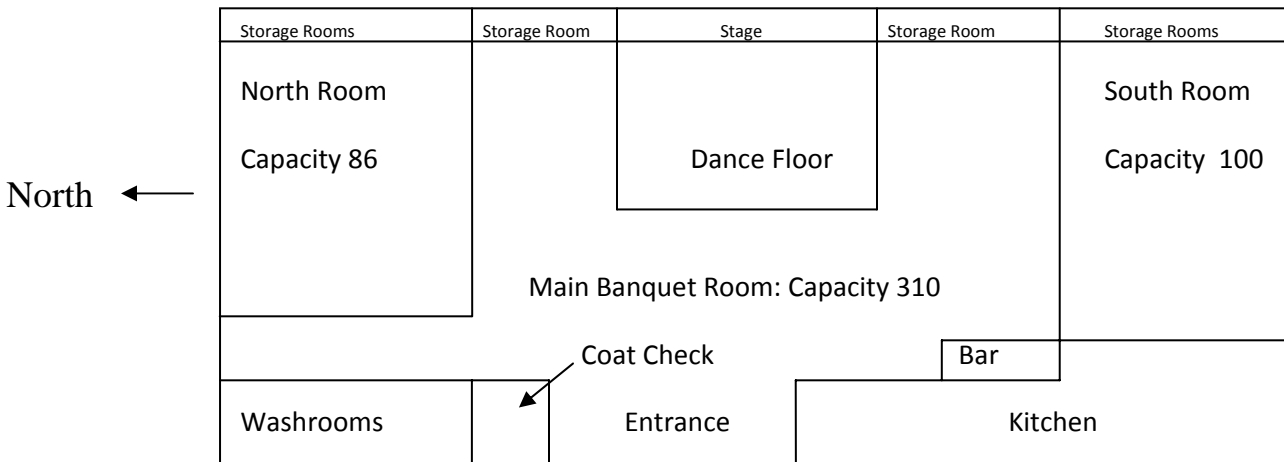 Storage Rooms Storage Room Stage Storage Room Storage Rooms
North Room South Room
Capacity 86 Dance Floor Capacity 100
North
Main Banquet Room: Capacity 310
Coat Check Bar
Washrooms Entrance Kitchen